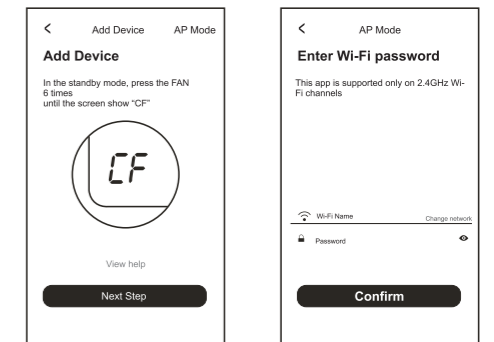 Add Device AP Mode
Add Device
In the standby mode, press the FAN
6 times
until the screen show “CF”
CF
View help
Next Step
AP Mode
Enter Wi-Fi password
This app is supported only on 2.4GHz Wi-
Fi channels
Wi-Fi Name Change network
Password
Confirm